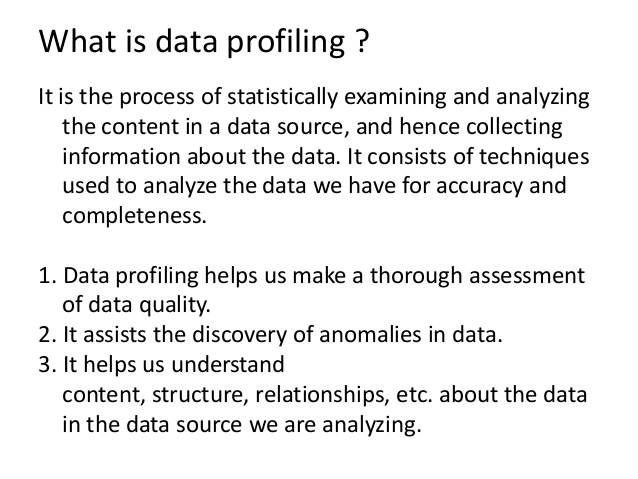 What is data profiling ?
It is the process of statistically examining and analyzing
the content in a data source, and hence collecting
information about the data. It consists of techniques
used to analyze the data we have for accuracy and
completeness.
1. Data profiling helps us make a thorough assessment
of data quality.
2. It assists the discovery of anomalies in data.
3. It helps us understand
content, structure, relationships, etc. about the data
in the data source we are analyzing.